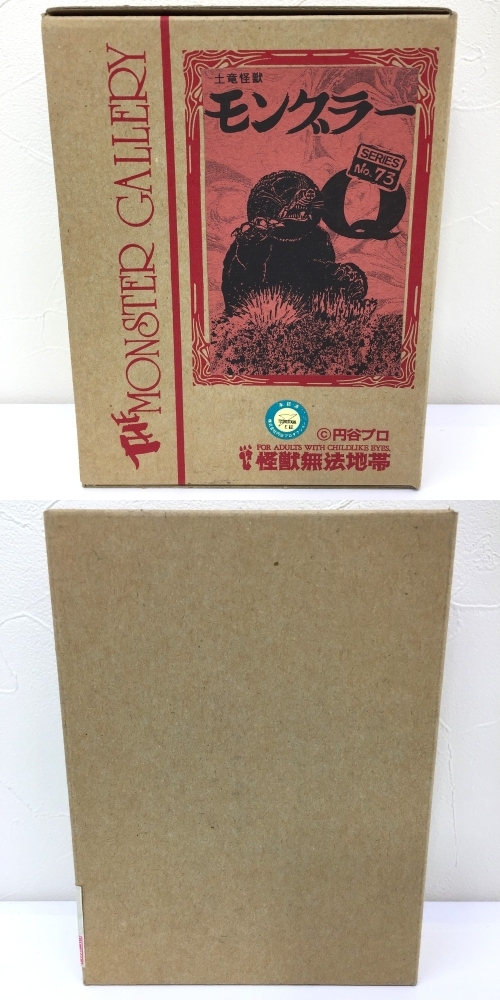 THE MONSTER GALLERY
土竜怪獣
モングラー
SERIES
No.73
Q
©円谷プロ
FOR ADULTS WITH CHILDLIKE EYES.
怪獣無法地帯